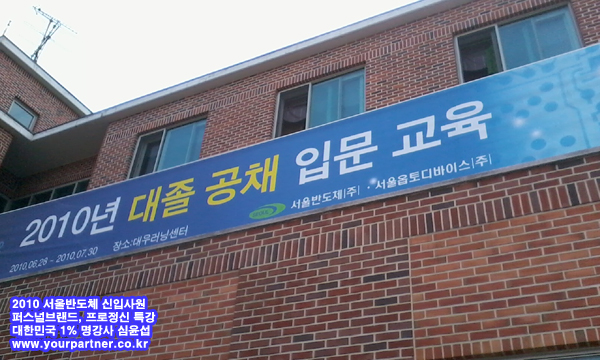 2010년 대졸 공채 입문 교육
서울반도체(주) · 서울옵토디바이스(주)
장소:대우러닝센터
2010.06.28 ~ 2010.07.30
2010 서울반도체 신입사원
퍼스널브랜드, 프로정신 특강
대한민국 1% 명강사 심윤섭
www.yourpartner.co.kr